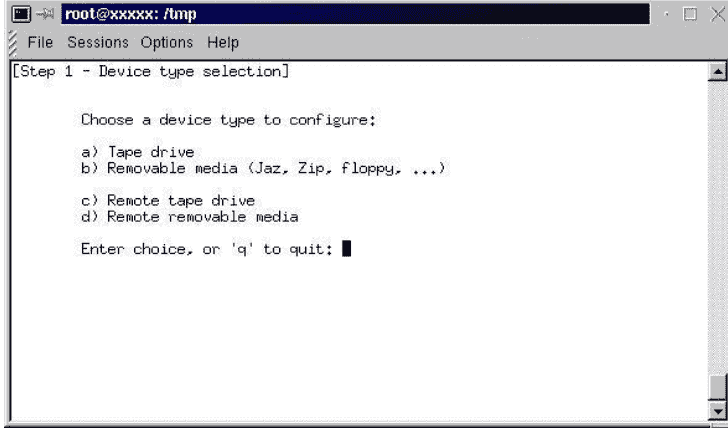 root@xxxxx: /tmp
File Sessions Options Help
[Step 1 - Device type selection]
Choose a device type to configure:
a) Tape drive
b) Removable media (Jaz, Zip, floppy, ...)
c) Remote tape drive
d) Remote removable media
Enter choice, or 'q' to quit: